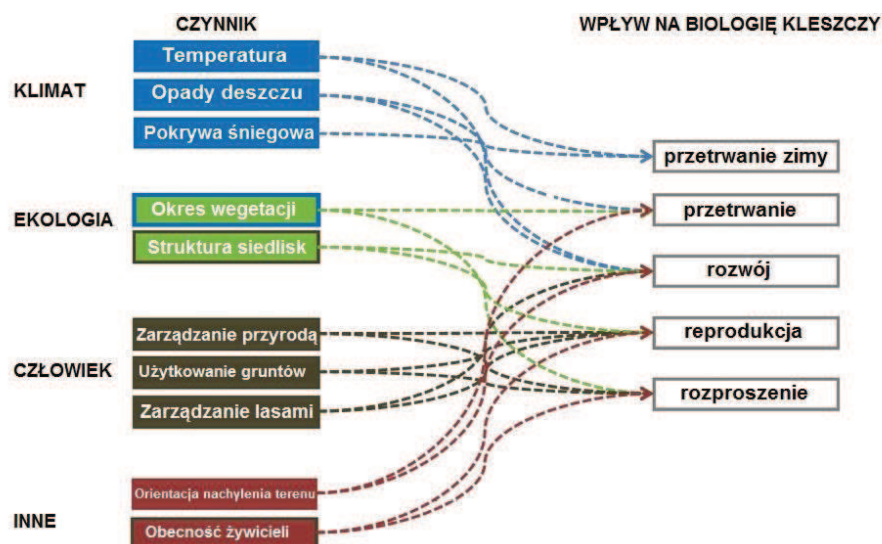 CZYNNIK
WPŁYW NA BIOLOGIĘ KLESZCZY
KLIMAT
Temperatura
Opady deszczu
Pokrywa śniegowa
EKOLOGIA
Okres wegetacji
Struktura siedlisk
CZŁOWIEK
Zarządzanie przyrodą
Użytkowanie gruntów
Zarządzanie lasami
INNE
Orientacja nachylenia terenu
Obecność żywicieli
przetrwanie zimy
przetrwanie
rozwój
reprodukcja
rozproszenie